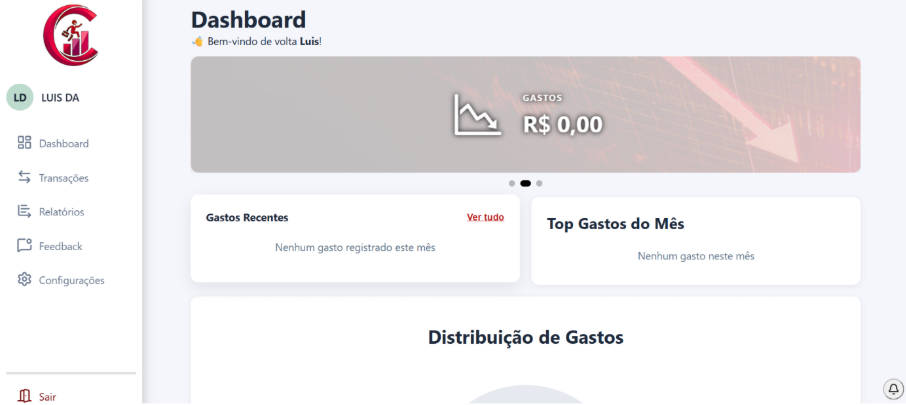 LD LUIS DA
Dashboard
Transações
Relatórios
Feedback
Configurações
Sair
Dashboard
Bem-vindo de volta Luis!
GASTOS
R$ 0,00
Gastos Recentes
Ver tudo
Nenhum gasto registrado este mês
Top Gastos do Mês
Nenhum gasto neste mês
Distribuição de Gastos